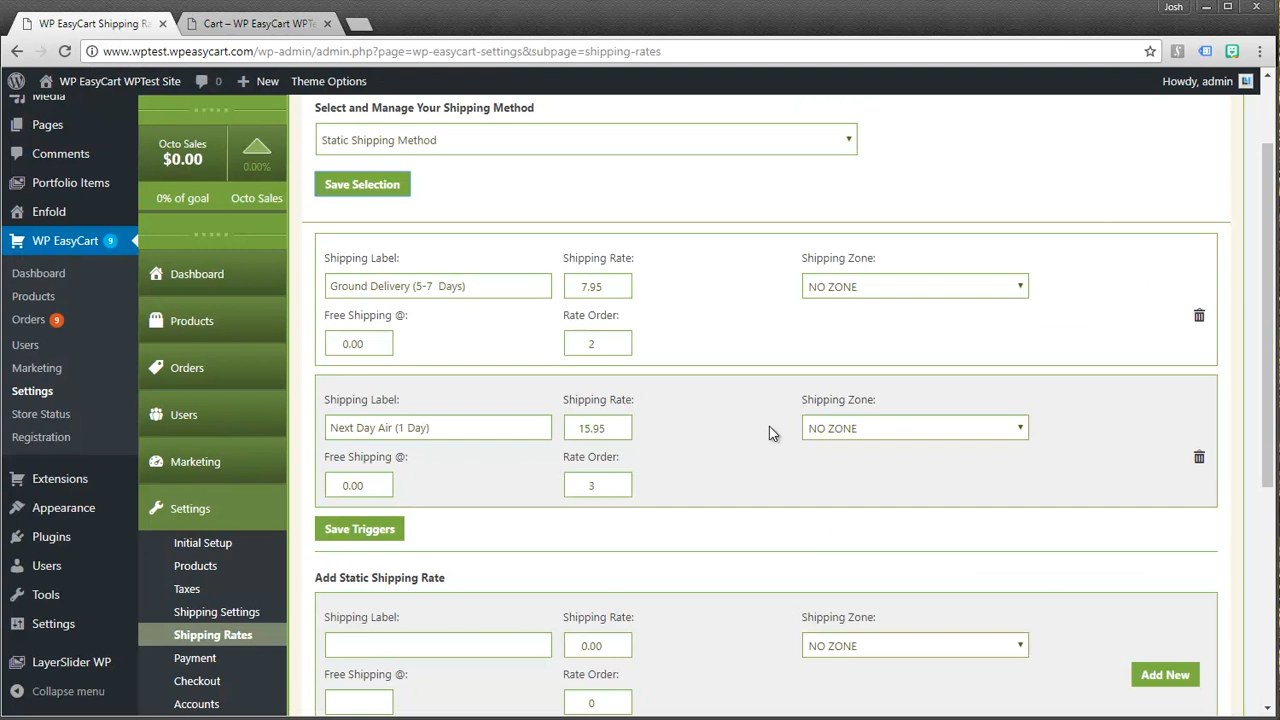 Josh
WP EasyCart Shipping Ra
Cart – WP EasyCart WPTe
www.wptest.wpeasycart.com/wp-admin/admin.php?page=wp-easycart-settings&subpage=shipping-rates
WP EasyCart WPTest Site
0
New
Theme Options
Howdy, admin
Media
Pages
Comments
Portfolio Items
Enfold
WP EasyCart 9
Dashboard
Products
Orders 9
Users
Marketing
Settings
Store Status
Registration
Extensions
Appearance
Plugins
Users
Tools
Settings
LayerSlider WP
Collapse menu
Octo Sales
$0.00
0.00%
0% of goal
Octo Sales
Dashboard
Products
Orders
Users
Marketing
Settings
Initial Setup
Products
Taxes
Shipping Settings
Shipping Rates
Payment
Checkout
Accounts
Select and Manage Your Shipping Method
Static Shipping Method
Save Selection
Shipping Label: Shipping Rate: Shipping Zone:
Ground Delivery (5-7 Days) 7.95 NO ZONE
Free Shipping @: Rate Order:
0.00 2
Shipping Label: Shipping Rate: Shipping Zone:
Next Day Air (1 Day) 15.95 NO ZONE
Free Shipping @: Rate Order:
0.00 3
Save Triggers
Add Static Shipping Rate
Shipping Label: Shipping Rate: Shipping Zone:
0.00 NO ZONE
Free Shipping @: Rate Order:
Add New
0